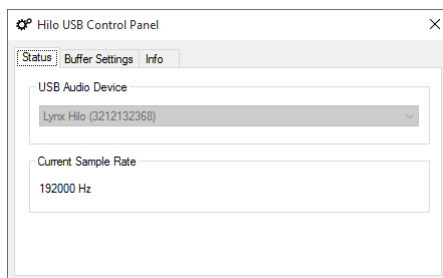 Hilo USB Control Panel
Status Buffer Settings Info
USB Audio Device
Lynx Hilo (3212132368)
Current Sample Rate
192000 Hz